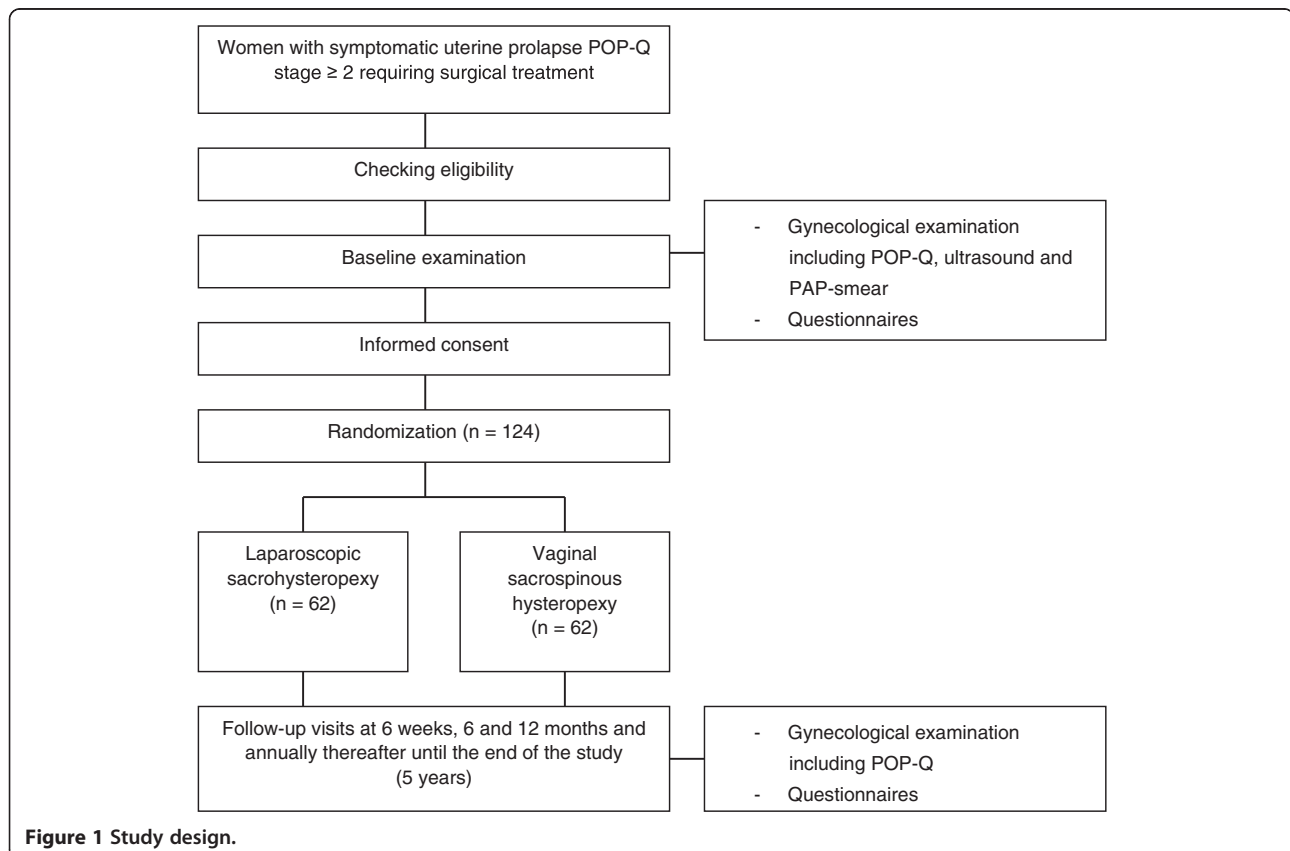 Women with symptomatic uterine prolapse POP-Q
stage ≥ 2 requiring surgical treatment
Checking eligibility
Baseline examination
- Gynecological examination
including POP-Q, ultrasound and
PAP-smear
- Questionnaires
Informed consent
Randomization (n = 124)
Laparoscopic
sacrohysteropexy
(n = 62)
Vaginal
sacrospinous
hysteropexy
(n = 62)
Follow-up visits at 6 weeks, 6 and 12 months and
annually thereafter until the end of the study
(5 years)
- Gynecological examination
including POP-Q
- Questionnaires
Figure 1 Study design.